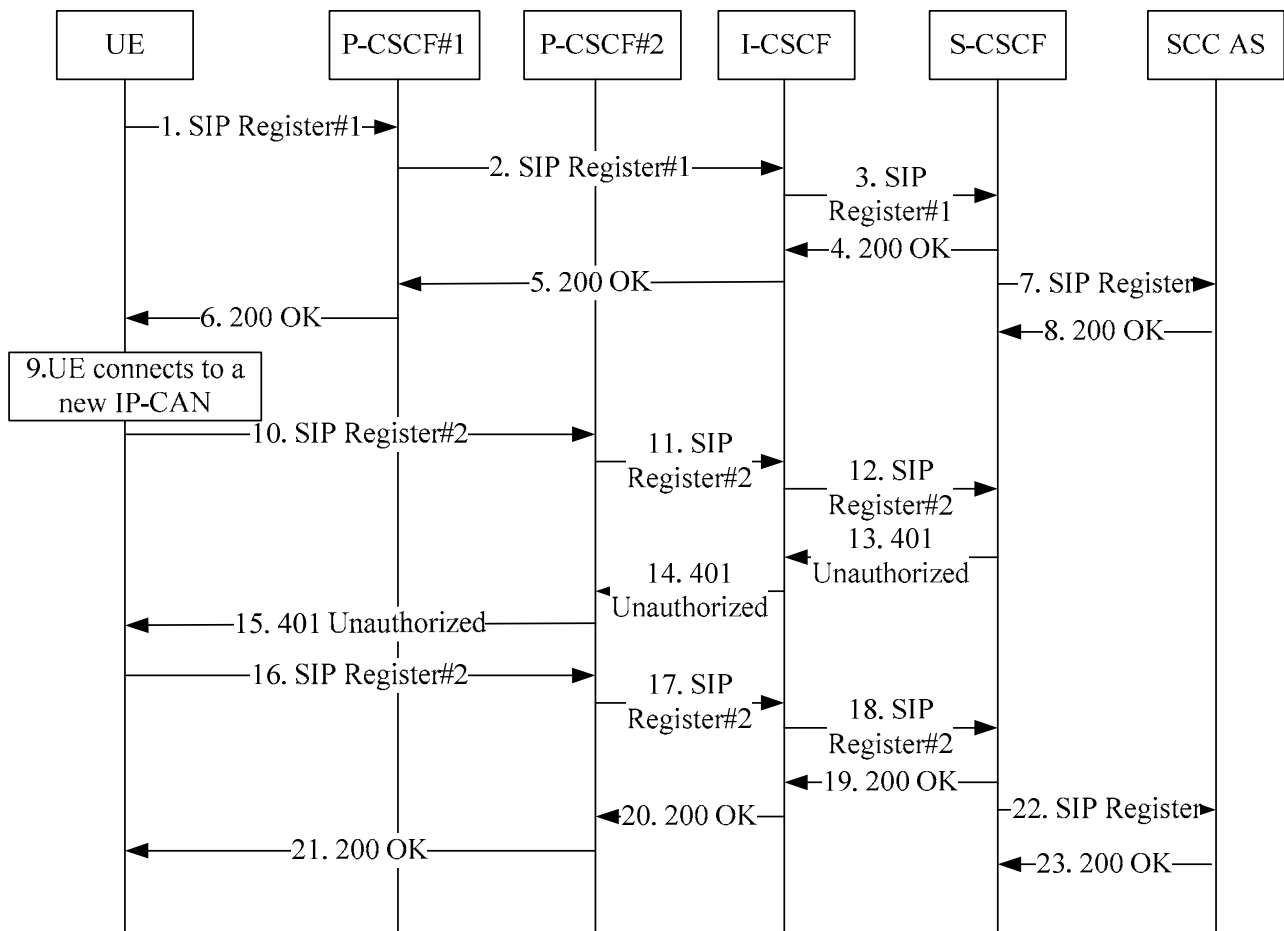 UE
P-CSCF#1
P-CSCF#2
I-CSCF
S-CSCF
SCC AS
1. SIP Register#1
2. SIP Register#1
3. SIP
Register#1
4. 200 OK
5. 200 OK
7. SIP Register
6. 200 OK
8. 200 OK
9.UE connects to a
new IP-CAN
10. SIP Register#2
11. SIP
Register#2
12. SIP
Register#2
13. 401
Unauthorized
14. 401
Unauthorized
15. 401 Unauthorized
16. SIP Register#2
17. SIP
Register#2
18. SIP
Register#2
19. 200 OK
20. 200 OK
22. SIP Register
21. 200 OK
23. 200 OK